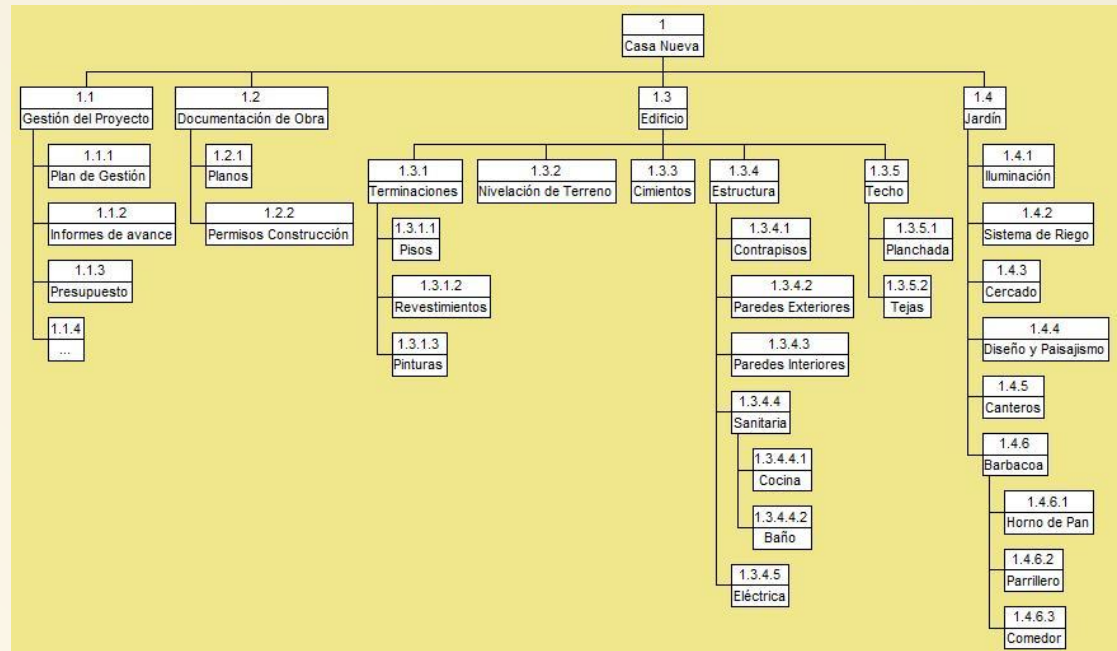 1
Casa Nueva
1.1
Gestión del Proyecto
1.1.1
Plan de Gestión
1.1.2
Informes de avance
1.1.3
Presupuesto
1.1.4
...
1.2
Documentación de Obra
1.2.1
Planos
1.2.2
Permisos Construcción
1.3
Edificio
1.3.1
Terminaciones
1.3.1.1
Pisos
1.3.1.2
Revestimientos
1.3.1.3
Pinturas
1.3.2
Nivelación de Terreno
1.3.3
Cimientos
1.3.4
Estructura
1.3.4.1
Contrapisos
1.3.4.2
Paredes Exteriores
1.3.4.3
Paredes Interiores
1.3.4.4
Sanitaria
1.3.4.4.1
Cocina
1.3.4.4.2
Baño
1.3.4.5
Eléctrica
1.3.5
Techo
1.3.5.1
Planchada
1.3.5.2
Tejas
1.4
Jardín
1.4.1
Iluminación
1.4.2
Sistema de Riego
1.4.3
Cercado
1.4.4
Diseño y Paisajismo
1.4.5
Canteros
1.4.6
Barbacoa
1.4.6.1
Horno de Pan
1.4.6.2
Parrillero
1.4.6.3
Comedor